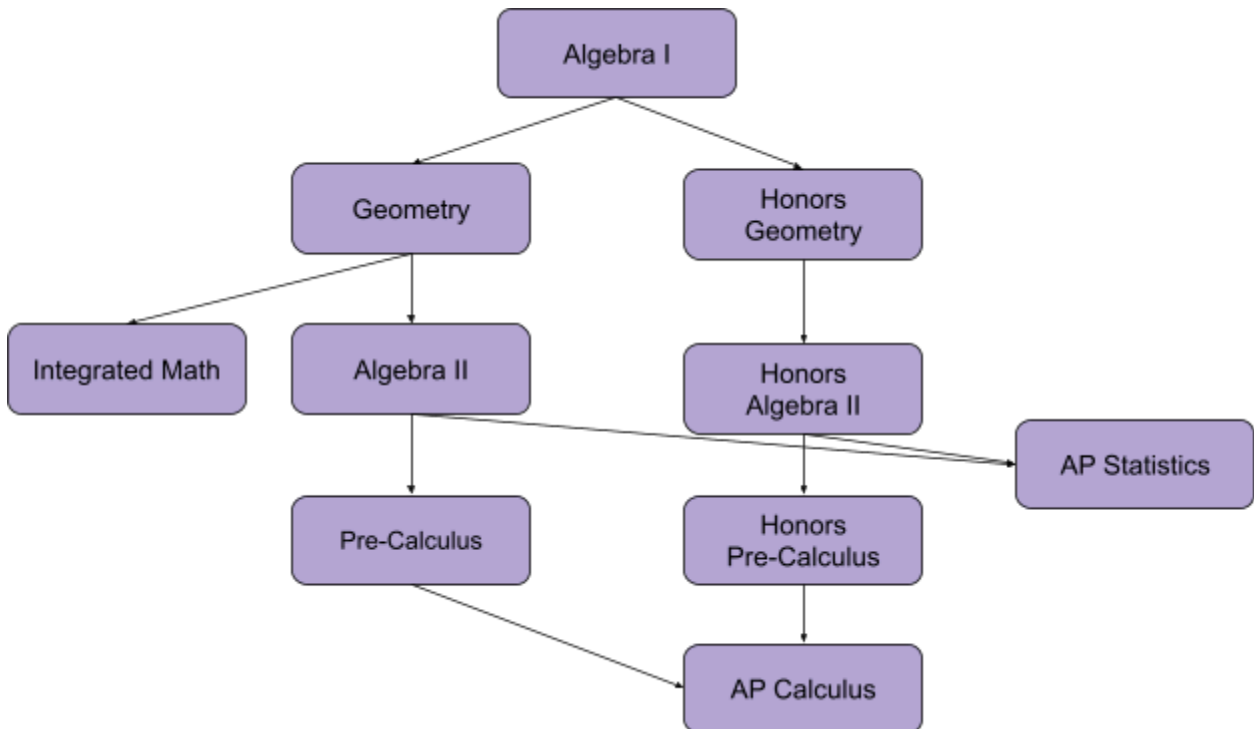 Algebra I
Geometry
Honors
Geometry
Integrated Math
Algebra II
Honors
Algebra II
AP Statistics
Pre-Calculus
Honors
Pre-Calculus
AP Calculus